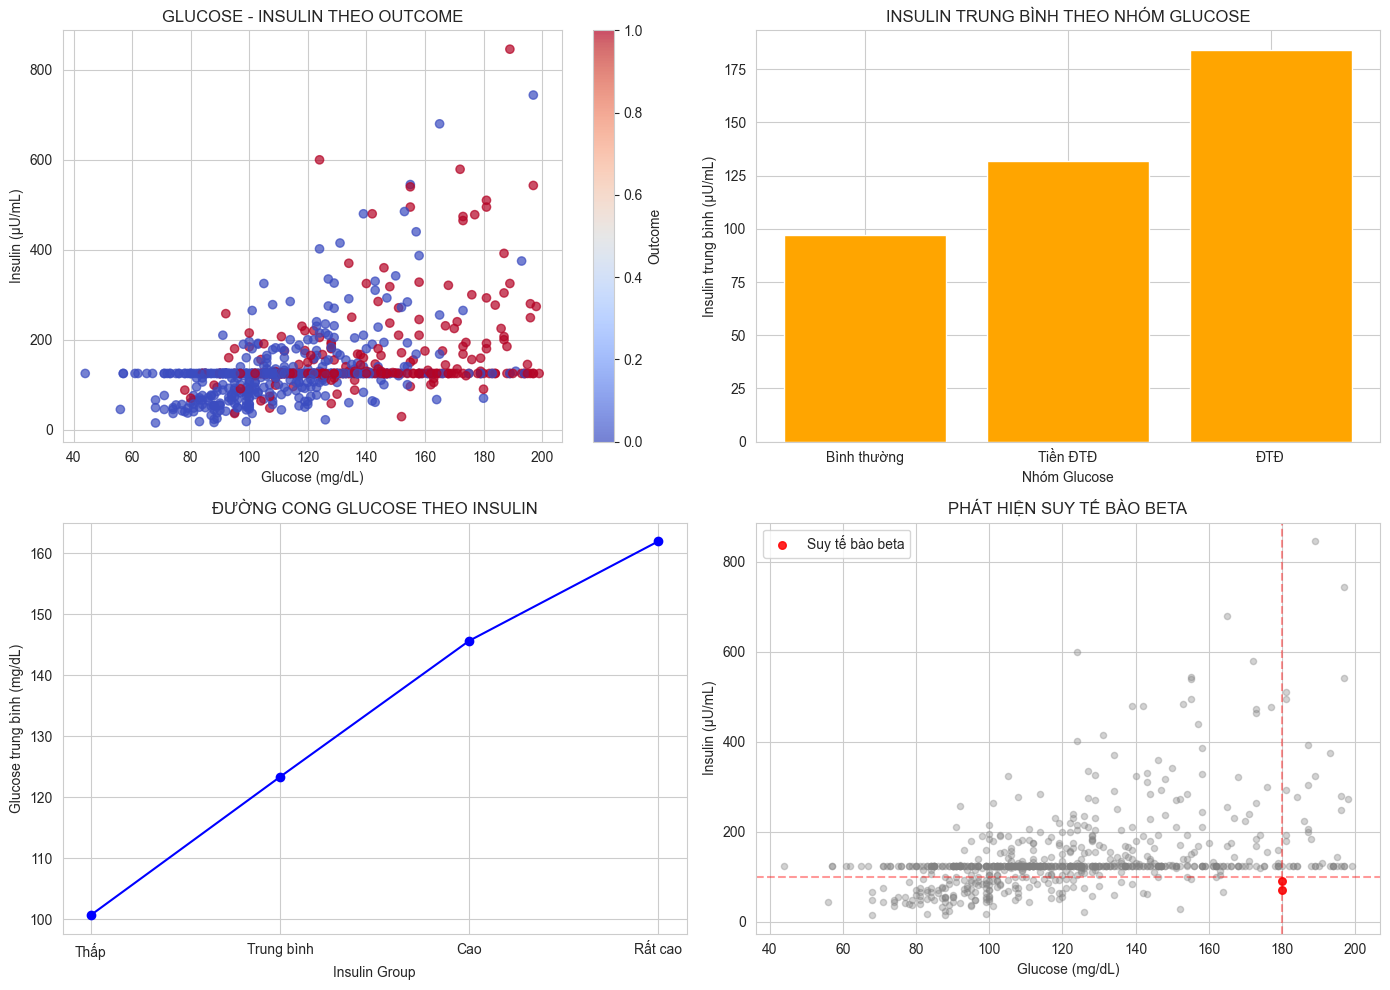 GLUCOSE - INSULIN THEO OUTCOME
Insulin (µU/mL)
800
600
400
200
0
40 60 80 100 120 140 160 180 200
Glucose (mg/dL)
1.0
0.8
0.6
0.4
0.2
0.0
Outcome
INSULIN TRUNG BÌNH THEO NHÓM GLUCOSE
Insulin trung bình (µU/mL)
175
150
125
100
75
50
25
0
Bình thường Tiền ĐTĐ ĐTĐ
Nhóm Glucose
ĐƯỜNG CONG GLUCOSE THEO INSULIN
Glucose trung bình (mg/dL)
160
150
140
130
120
110
100
Thấp Trung bình Cao Rất cao
Insulin Group
PHÁT HIỆN SUY TẾ BÀO BETA
Suy tế bào beta
Insulin (µU/mL)
800
600
400
200
0
40 60 80 100 120 140 160 180 200
Glucose (mg/dL)